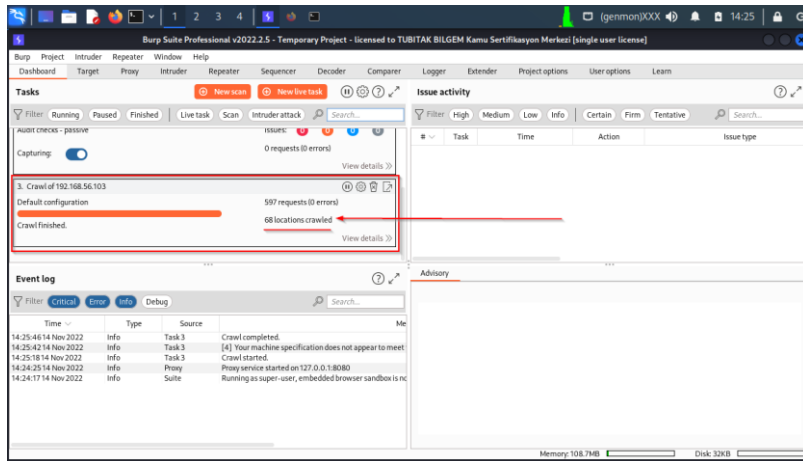 1 2 3 4 (genmon)XXX 14:25
Burp Suite Professional v2022.2.5 - Temporary Project - licensed to TUBITAK BILGEM Kamu Sertifikasyon Merkezi [single user license]
Burp Project Intruder Repeater Window Help
Dashboard Target Proxy Intruder Repeater Sequencer Decoder Comparer Logger Extender Project options User options Learn
Tasks
New scan New live task
Filter Running Paused Finished Live task Scan Intruder attack Search...
Audit checks - passive
Issues: 0 0 0 0
Capturing:
0 requests (0 errors)
View details
3. Crawl of 192.168.56.103
Default configuration
597 requests (0 errors)
68 locations crawled
Crawl finished.
View details
Event log
Filter Critical Error Info Debug Search...
Time Type Source Me
14:25:46 14 Nov 2022 Info Task 3 Crawl completed.
14:25:42 14 Nov 2022 Info Task 3 [4] Your machine specification does not appear to meet
14:25:18 14 Nov 2022 Info Task 3 Crawl started.
14:24:25 14 Nov 2022 Info Proxy Proxy service started on 127.0.0.1:8080
14:24:17 14 Nov 2022 Info Suite Running as super-user, embedded browser sandbox is no
Issue activity
Filter High Medium Low Info Certain Firm Tentative Search...
# Task Time Action Issue type
Advisory
Memory: 108.7MB Disk: 32KB